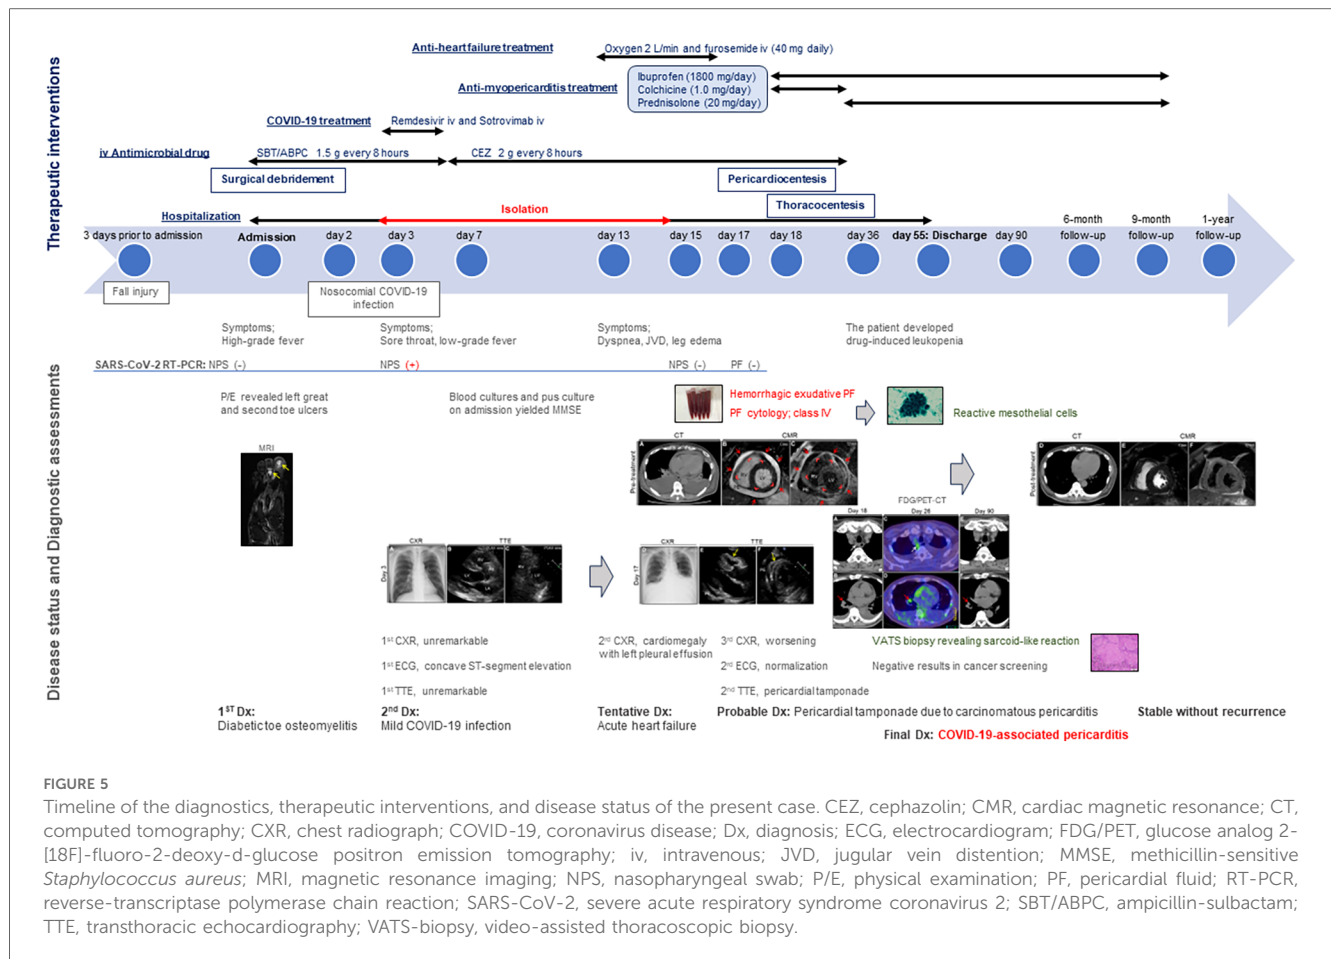 Therapeutic interventions
Anti-heart failure treatment
Oxygen 2 L/min and furosemide iv (40 mg daily)
Anti-myopericarditis treatment
Ibuprofen (1800 mg/day)
Colchicine (1.0 mg/day)
Prednisolone (20 mg/day)
COVID-19 treatment
Remdesivir iv and Sotrovimab iv
iv Antimicrobial drug
SBT/ABPC 1.5 g every 8 hours
CEZ 2 g every 8 hours
Surgical debridement
Pericardiocentesis
Thoracocentesis
Hospitalization
Isolation
3 days prior to admission
Admission
day 2
day 3
day 7
day 13
day 15
day 17
day 18
day 36
day 55: Discharge
day 90
6-month
follow-up
9-month
follow-up
1-year
follow-up
Fall injury
Nosocomial COVID-19
infection
Disease status and Diagnostic assessments
Symptoms;
High-grade fever
Symptoms;
Sore throat, low-grade fever
Symptoms;
Dyspnea, JVD, leg edema
The patient developed
drug-induced leukopenia
SARS-CoV-2 RT-PCR: NPS (-)
NPS (+)
NPS (-)
PF (-)
P/E revealed left great
and second toe ulcers
Blood cultures and pus culture
on admission yielded MMSE
Hemorrhagic exudative PF
PF cytology; class IV
Reactive mesothelial cells
MRI
CT
CMR
Pre-treatment
A
B
C
CT
CMR
Post-treatment
D
E
F
FDG/PET-CT
Day 18
Day 26
Day 90
CXR
TTE
Day 3
A
B
C
CXR
TTE
Day 17
D
E
F
1st CXR, unremarkable
1st ECG, concave ST-segment elevation
1st TTE, unremarkable
2nd CXR, cardiomegaly
with left pleural effusion
3rd CXR, worsening
2nd ECG, normalization
2nd TTE, pericardial tamponade
VATS biopsy revealing sarcoid-like reaction
Negative results in cancer screening
1ST Dx:
Diabetic toe osteomyelitis
2nd Dx:
Mild COVID-19 infection
Tentative Dx:
Acute heart failure
Probable Dx: Pericardial tamponade due to carcinomatous pericarditis
Final Dx: COVID-19-associated pericarditis
Stable without recurrence
FIGURE 5
Timeline of the diagnostics, therapeutic interventions, and disease status of the present case. CEZ, cephazolin; CMR, cardiac magnetic resonance; CT,
computed tomography; CXR, chest radiograph; COVID-19, coronavirus disease; Dx, diagnosis; ECG, electrocardiogram; FDG/PET, glucose analog 2-
[18F]-fluoro-2-deoxy-d-glucose positron emission tomography; iv, intravenous; JVD, jugular vein distention; MMSE, methicillin-sensitive
Staphylococcus aureus; MRI, magnetic resonance imaging; NPS, nasopharyngeal swab; P/E, physical examination; PF, pericardial fluid; RT-PCR,
reverse-transcriptase polymerase chain reaction; SARS-CoV-2, severe acute respiratory syndrome coronavirus 2; SBT/ABPC, ampicillin-sulbactam;
TTE, transthoracic echocardiography; VATS-biopsy, video-assisted thoracoscopic biopsy.